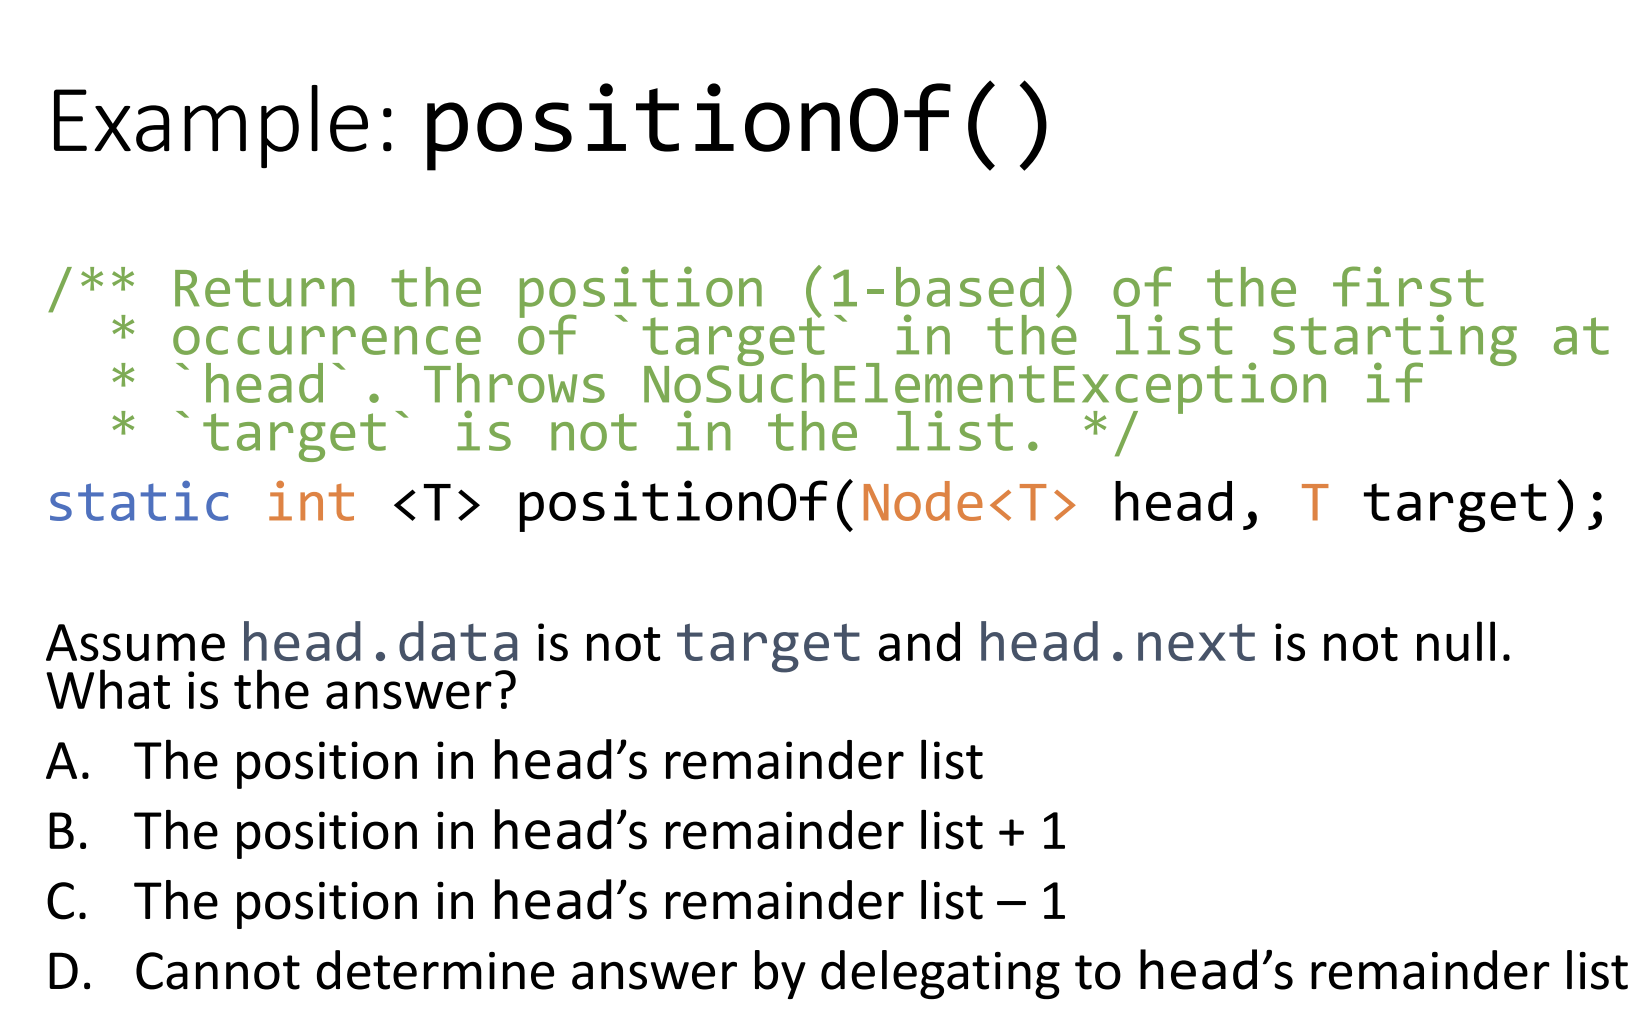 Example: positionOf()
/** Return the position (1-based) of the first
* occurrence of `target` in the list starting at
* `head`. Throws NoSuchElementException if
* `target` is not in the list. */
static int <T> positionOf(Node<T> head, T target);
Assume head.data is not target and head.next is not null.
What is the answer?
A. The position in head’s remainder list
B. The position in head’s remainder list + 1
C. The position in head’s remainder list – 1
D. Cannot determine answer by delegating to head’s remainder list